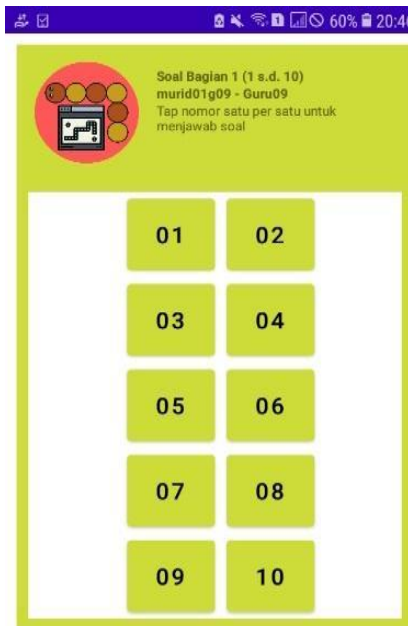 60% 20:46
Soal Bagian 1 (1 s.d. 10)
murid01g09 - Guru09
Tap nomor satu per satu untuk
menjawab soal
01 02
03 04
05 06
07 08
09 10